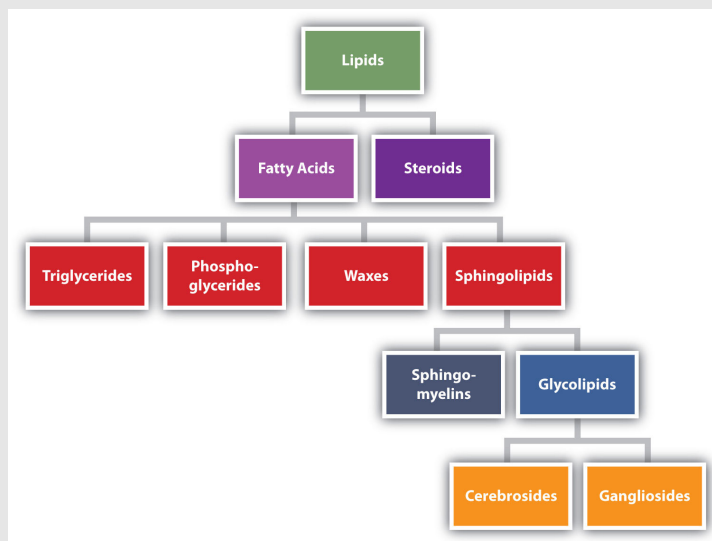 Lipids
Fatty Acids
Steroids
Triglycerides
Phospho-
glycerides
Waxes
Sphingolipids
Sphingo-
myelins
Glycolipids
Cerebrosides
Gangliosides